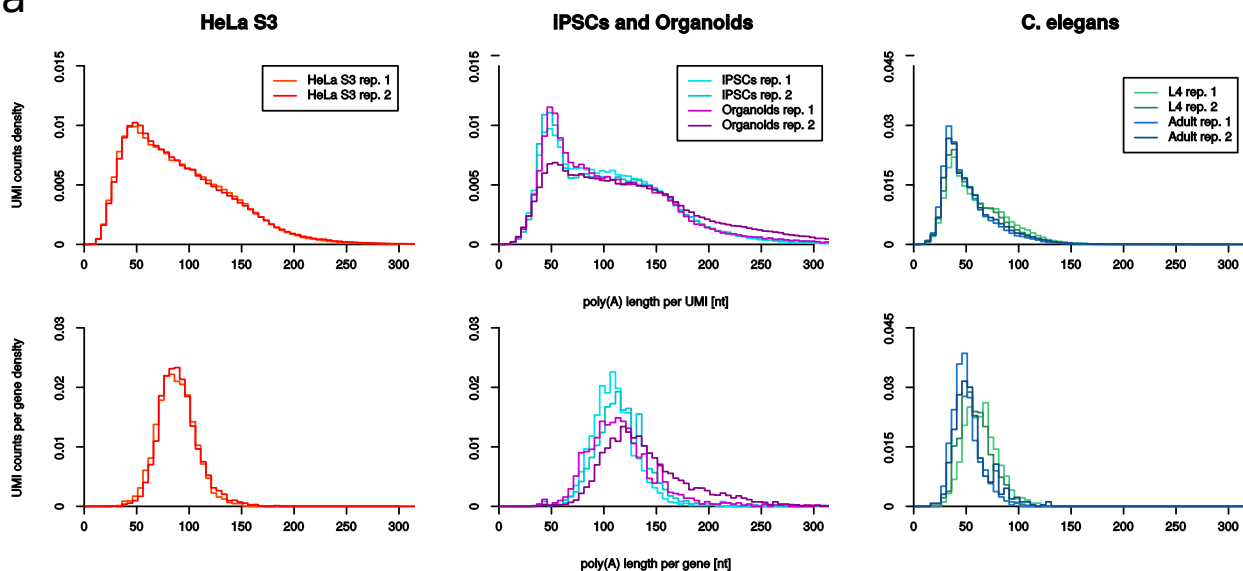 a
HeLa S3
iPSCs and Organoids
C. elegans
UMI counts density
0.015
0.01
0.005
0
HeLa S3 rep. 1
HeLa S3 rep. 2
0 50 100 150 200 250 300
0.015
0.01
0.005
0
iPSCs rep. 1
iPSCs rep. 2
Organoids rep. 1
Organoids rep. 2
0 50 100 150 200 250 300
0.045
0.03
0.015
0
L4 rep. 1
L4 rep. 2
Adult rep. 1
Adult rep. 2
0 50 100 150 200 250 300
poly(A) length per UMI [nt]
UMI counts per gene density
0.03
0.02
0.01
0
0 50 100 150 200 250 300
0.03
0.02
0.01
0
0 50 100 150 200 250 300
0.045
0.03
0.015
0
0 50 100 150 200 250 300
poly(A) length per gene [nt]